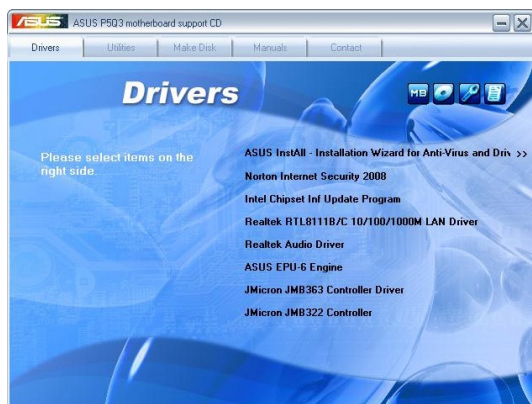 ASUS ASUS P5Q3 motherboard support CD
Drivers Utilities Make Disk Manuals Contact
Drivers
MB
Please select items on the
right side.
ASUS InstAll - Installation Wizard for Anti-Virus and Driv >>
Norton Internet Security 2008
Intel Chipset Inf Update Program
Realtek RTL8111B/C 10/100/1000M LAN Driver
Realtek Audio Driver
ASUS EPU-6 Engine
JMicron JMB363 Controller Driver
JMicron JMB322 Controller